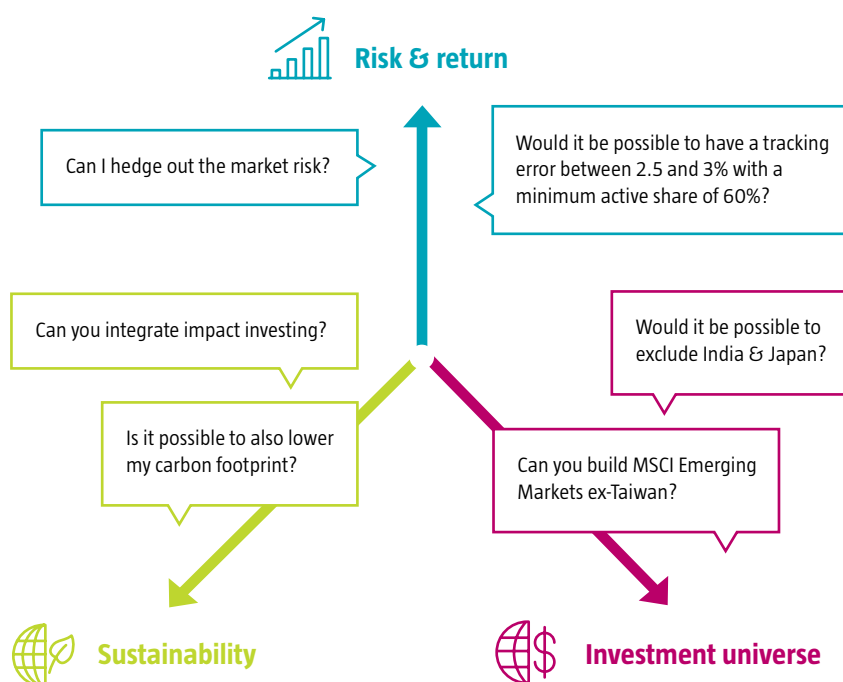 Risk & return
Can I hedge out the market risk?
Would it be possible to have a tracking
error between 2.5 and 3% with a
minimum active share of 60%?
Can you integrate impact investing?
Would it be possible to
exclude India & Japan?
Is it possible to also lower
my carbon footprint?
Can you build MSCI Emerging
Markets ex-Taiwan?
Sustainability
$
Investment universe